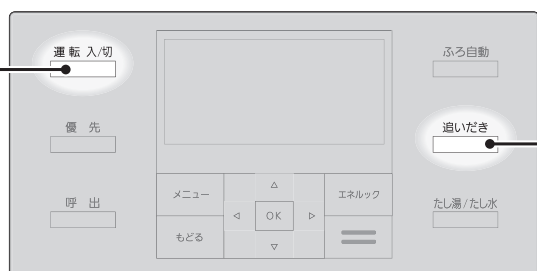 運転 入/切
ふろ自動
優先
追いだき
メニュー
△
エネルック
呼出
◁ OK ▷
たし湯/たし水
もどる
▽